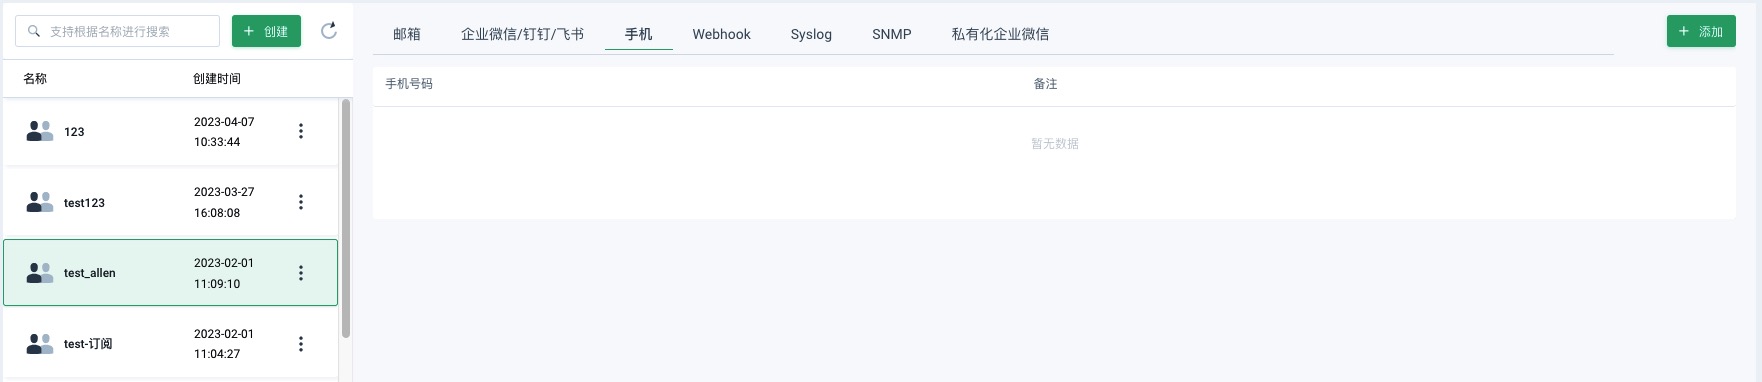 支持根据名称进行搜索
创建
名称
创建时间
123
2023-04-07
10:33:44
test123
2023-03-27
16:08:08
test_allen
2023-02-01
11:09:10
test-订阅
2023-02-01
11:04:27
邮箱 企业微信/钉钉/飞书 手机 Webhook Syslog SNMP 私有化企业微信
添加
手机号码 备注
暂无数据